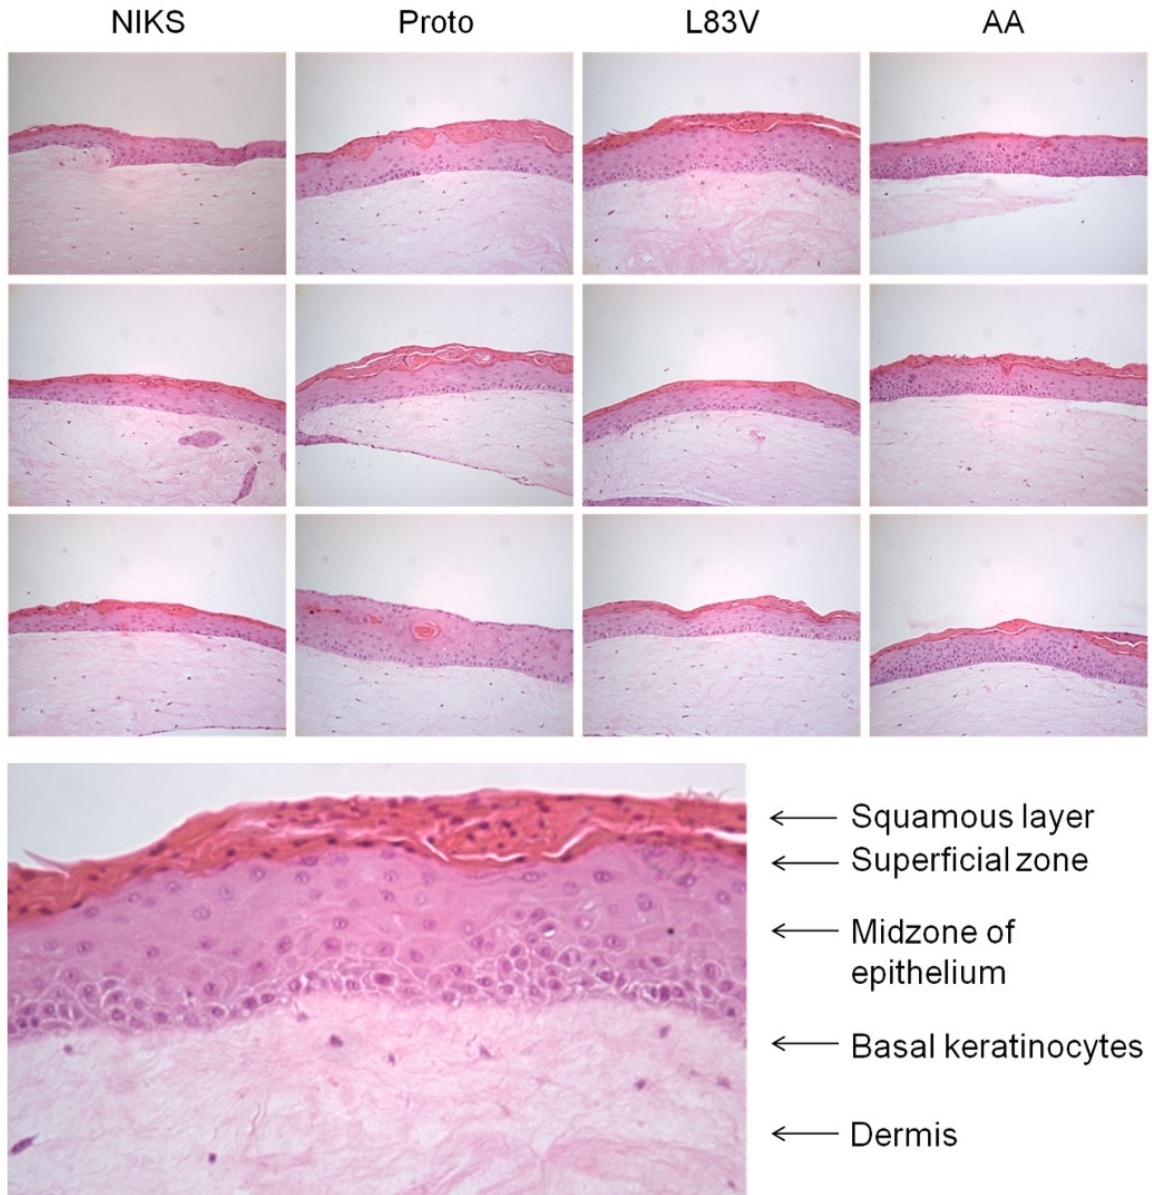 NIKS Proto L83V AA
Squamous layer
Superficial zone
Midzone of
epithelium
Basal keratinocytes
Dermis